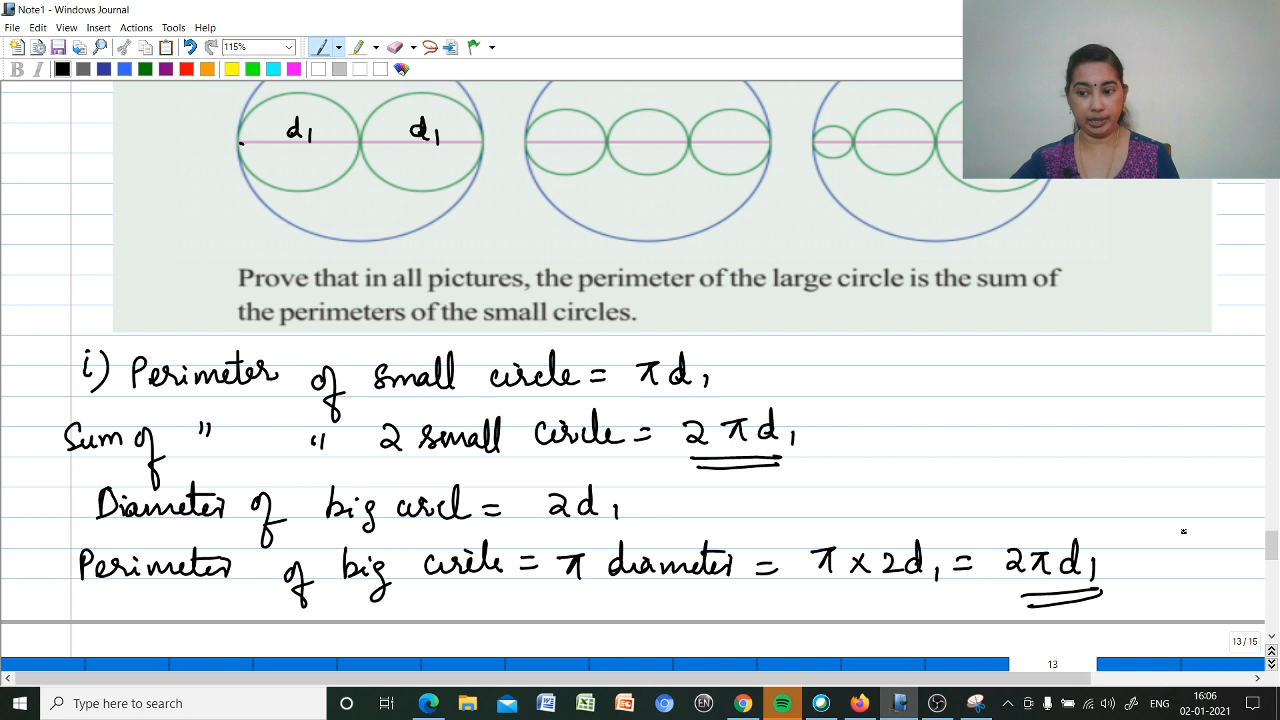 Note1 - Windows Journal
File Edit View Insert Actions Tools Help
115%
B I
d1 d1
Prove that in all pictures, the perimeter of the large circle is the sum of
the perimeters of the small circles.
i) Perimeter of small circle = πd1
Sum of " " 2 small circle = 2πd1
Diameter of big circl = 2d1
Perimeter of big circle = π diameter = π × 2d1 = 2πd1
13 / 15
13
Type here to search
EN
ENG
16:06
02-01-2021